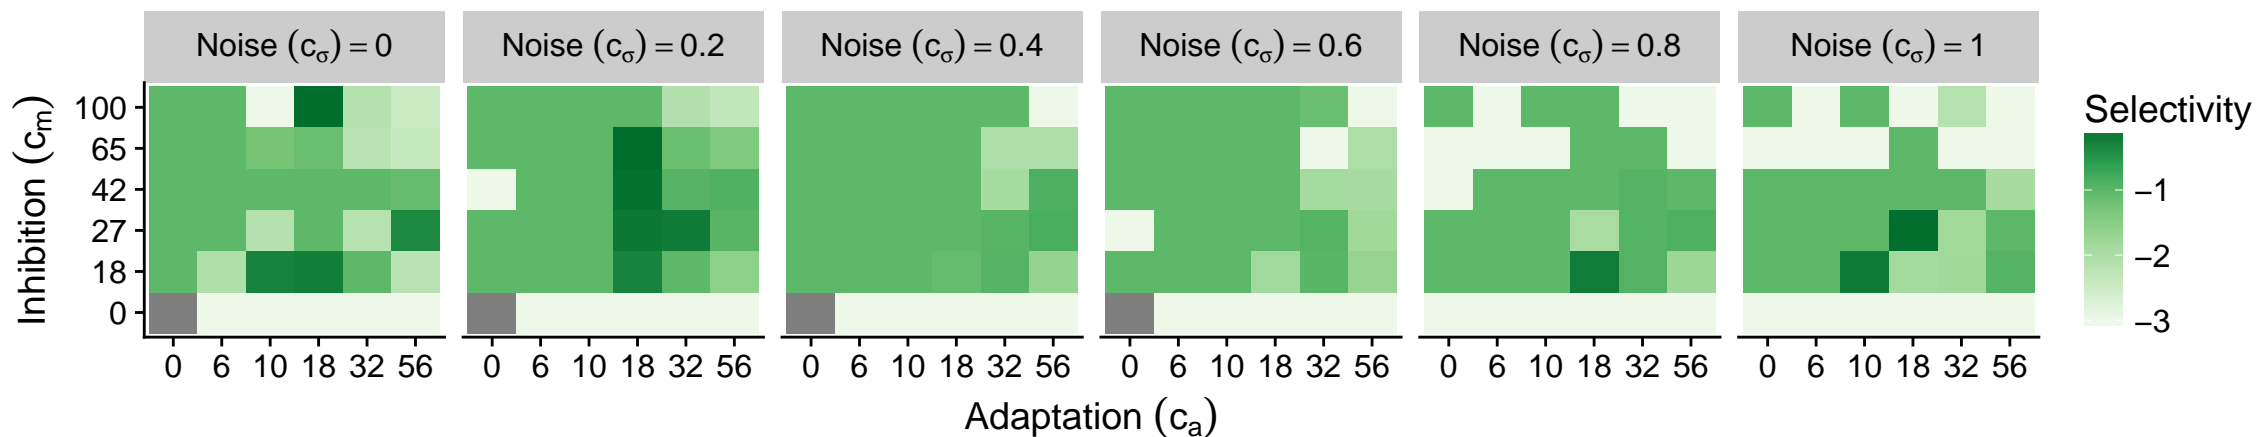 Noise (cσ) = 0
Noise (cσ) = 0.2
Noise (cσ) = 0.4
Noise (cσ) = 0.6
Noise (cσ) = 0.8
Noise (cσ) = 1
Inhibition (cm)
100
65
42
27
18
0
0 6 10 18 32 56
0 6 10 18 32 56
0 6 10 18 32 56
0 6 10 18 32 56
0 6 10 18 32 56
0 6 10 18 32 56
Adaptation (ca)
Selectivity
−1
−2
−3